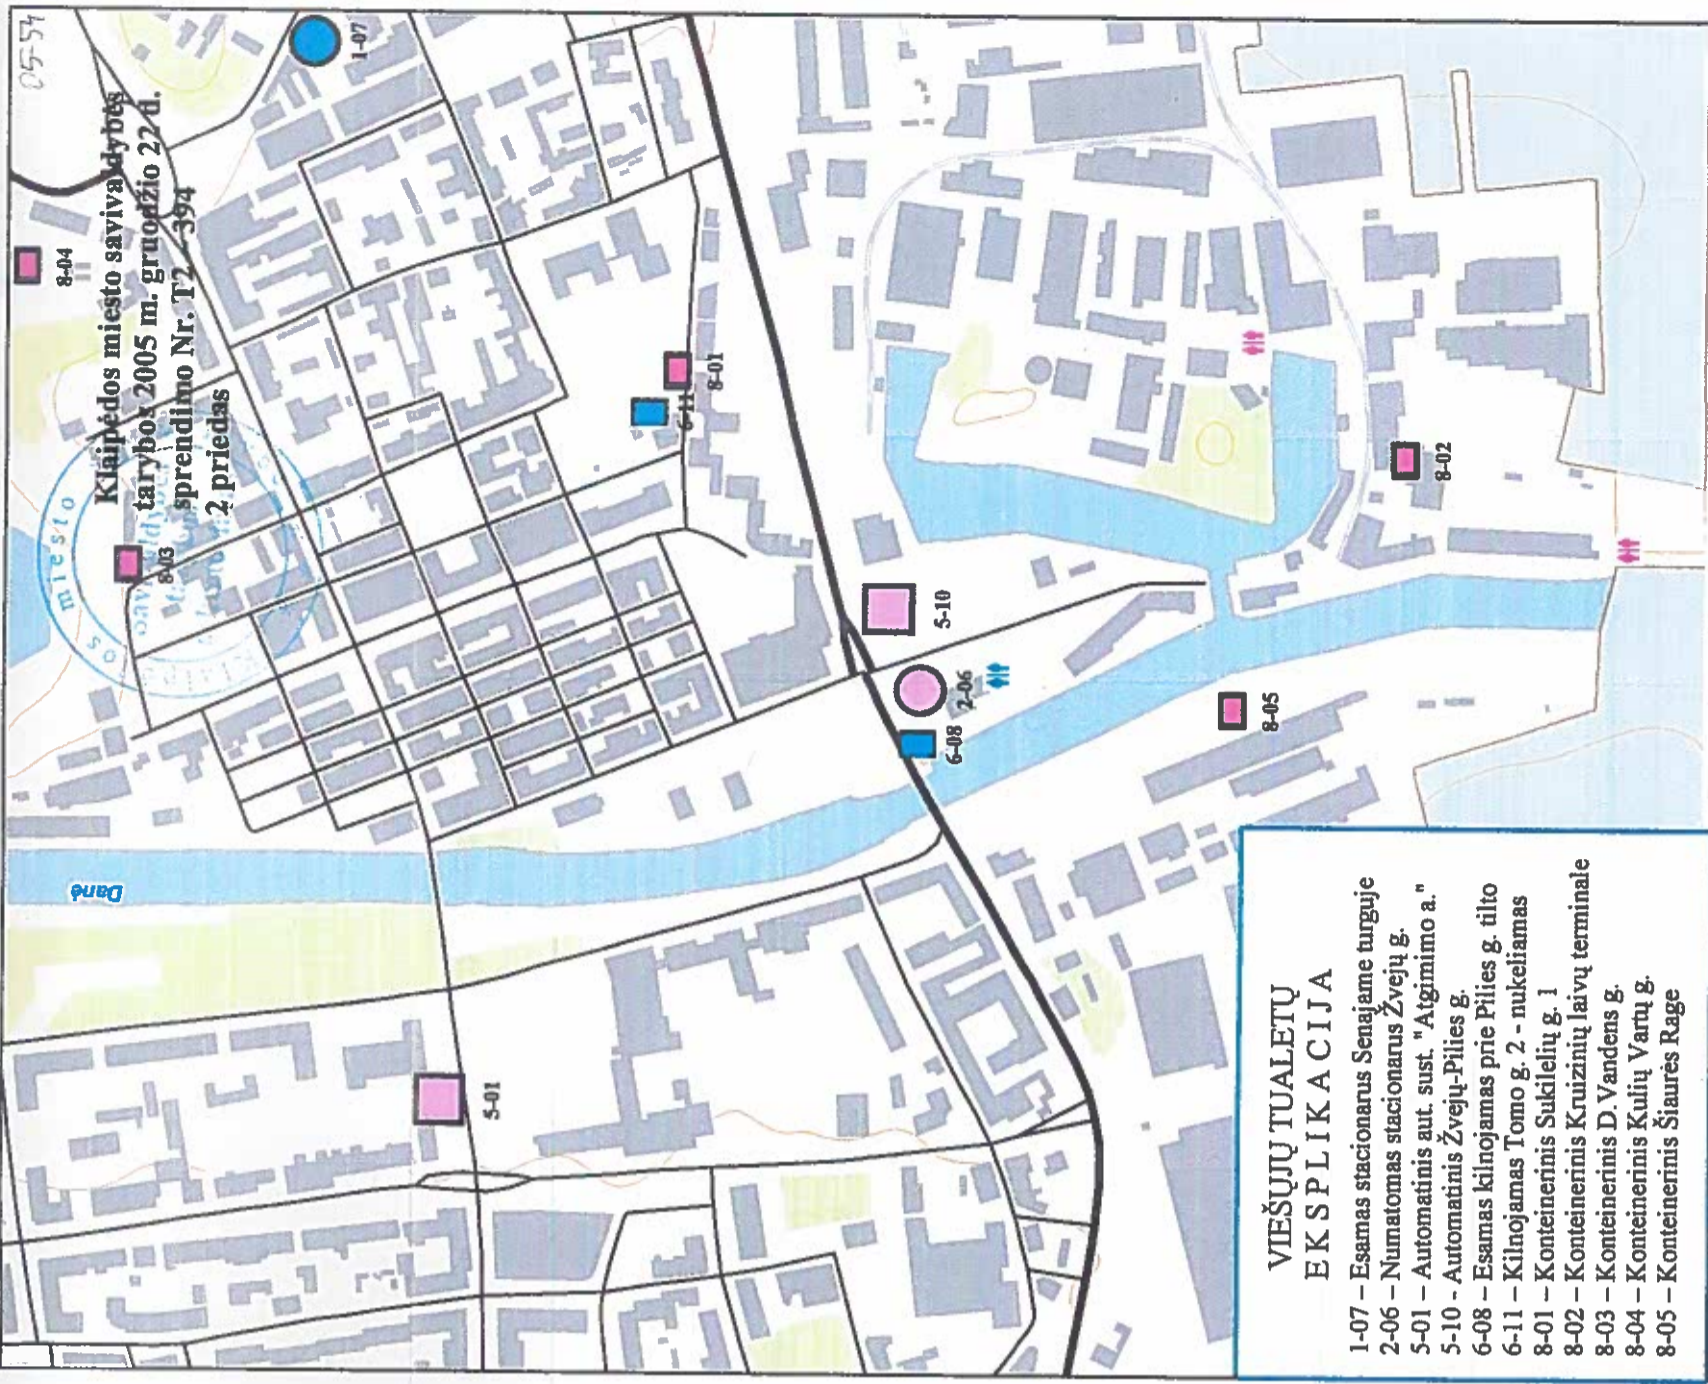 05-54
Klaipėdos miesto savivaldybės
tarybos 2005 m. gruodžio 22 d.
sprendimo Nr. T2 - 394
2 priedas
miesto
1-07
8-04
8-03
6-11
8-01
8-02
5-10
2-06
6-08
8-05
Danė
5-01
VIEŠŲJŲ TUALETŲ
EKSPLIKACIJA
1-07 – Esamas stacionarus Senajame turguje
2-06 – Numatomas stacionarus Žvejų g.
5-01 – Automatinis aut. sust. "Atgimimo a."
5-10 - Automatinis Žvejų-Pilies g.
6-08 – Esamas kilnojamas prie Pilies g. tilto
6-11 – Kilnojamas Tomo g. 2 - nukeliamas
8-01 – Konteinerinis Sukilėlių g. 1
8-02 – Konteinerinis Kruizinių laivų terminale
8-03 – Konteinerinis D.Vandens g.
8-04 – Konteinerinis Kulių Vartų g.
8-05 – Konteinerinis Šiaurės Rage